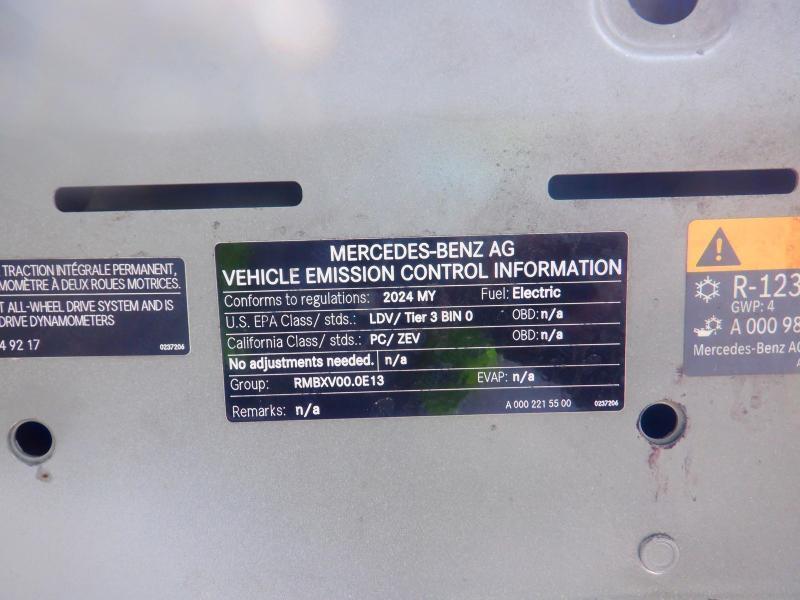 TRACTION INTÉGRALE PERMANENT,
À DEUX ROUES MOTRICES.
ALL-WHEEL DRIVE SYSTEM AND IS
DRIVE DYNAMOMETERS
92 17
0237206
MERCEDES-BENZ AG
VEHICLE EMISSION CONTROL INFORMATION
Conforms to regulations: 2024 MY Fuel: Electric
U.S. EPA Class/ stds.: LDV/ Tier 3 BIN 0 OBD: n/a
California Class/ stds.: PC/ ZEV OBD: n/a
No adjustments needed. n/a
Group: RMBXV00.0E13 EVAP: n/a
Remarks: n/a A 000 221 55 00 0237206
R-123
GWP: 4
A 000 98
Mercedes-Benz AG